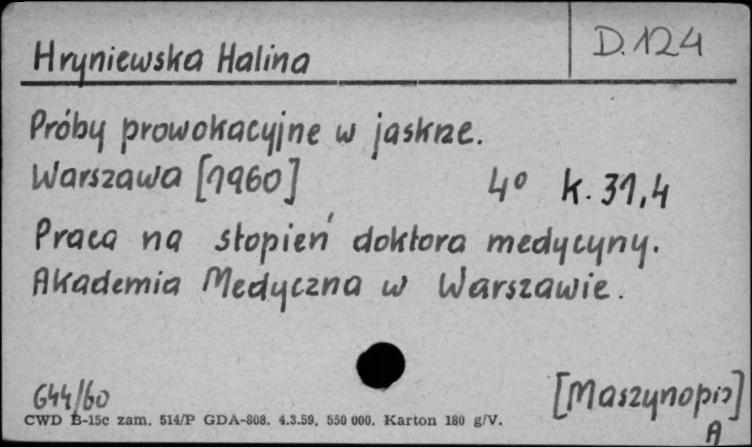 Hryniewska Halina
D.124
Próby prowokacyjne w jaskrze.
Warszawa [1960] 4° k. 31,4
Praca na stopień doktora medycyny.
Akademia Medyczna w Warszawie.
644/60
[Maszynopis]
A
CWD B-15c zam. 514/P GDA-808. 4.3.59. 550 000. Karton 180 g/V.